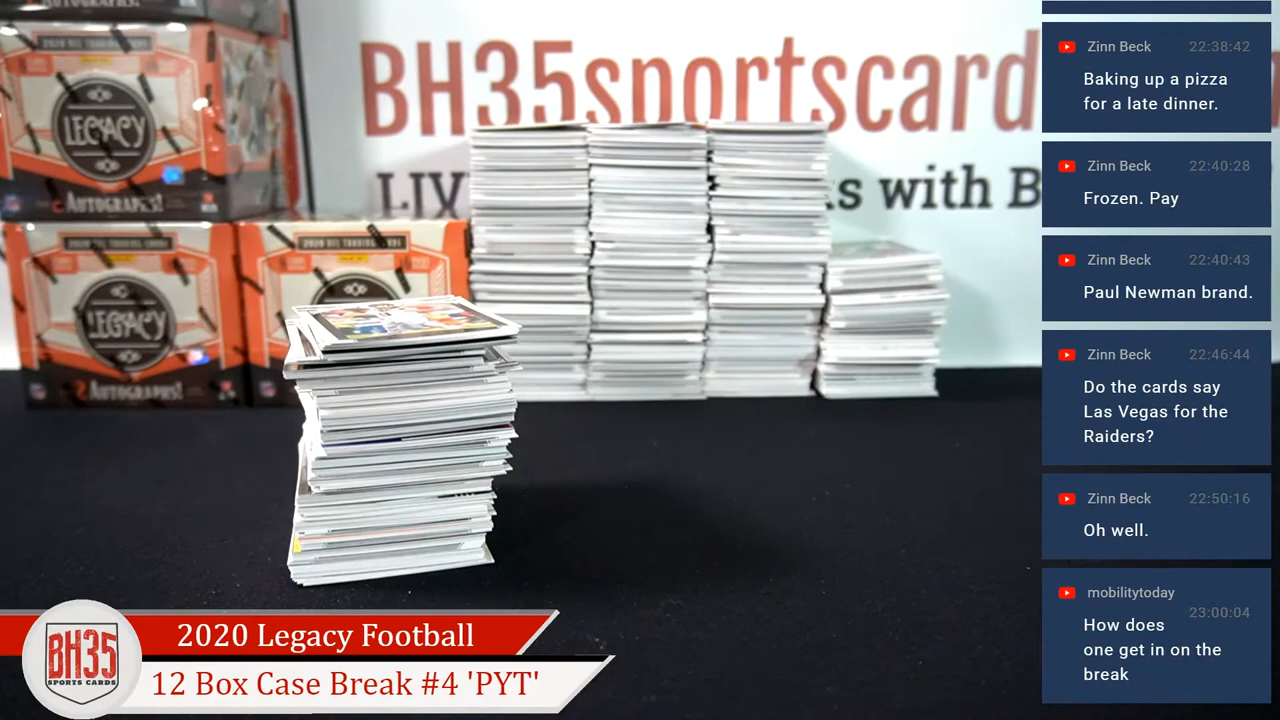 BH35sportscard
LIV
ks with B
LEGACY
AUTOGRAPHS!
LEGACY
AUTOGRAPHS!
LEGACY
Zinn Beck 22:38:42
Baking up a pizza
for a late dinner.
Zinn Beck 22:40:28
Frozen. Pay
Zinn Beck 22:40:43
Paul Newman brand.
Zinn Beck 22:46:44
Do the cards say
Las Vegas for the
Raiders?
Zinn Beck 22:50:16
Oh well.
mobilitytoday
23:00:04
How does
one get in on the
break
BH35
SPORTS CARDS
2020 Legacy Football
12 Box Case Break #4 'PYT'